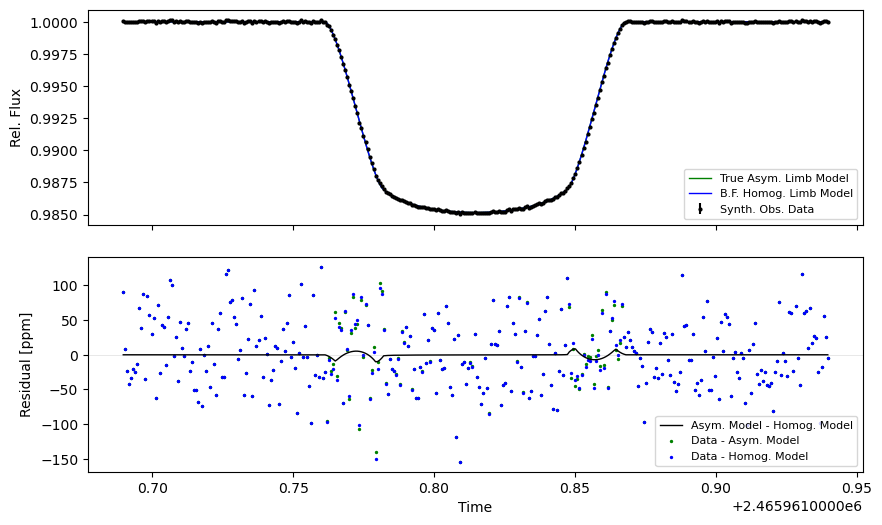 1.0000
0.9975
0.9950
0.9925
0.9900
0.9875
0.9850
Rel. Flux
True Asym. Limb Model
B.F. Homog. Limb Model
Synth. Obs. Data
100
50
0
−50
−100
−150
Residual [ppm]
Asym. Model - Homog. Model
Data - Asym. Model
Data - Homog. Model
0.70 0.75 0.80 0.85 0.90 0.95
Time
+2.4659610000e6